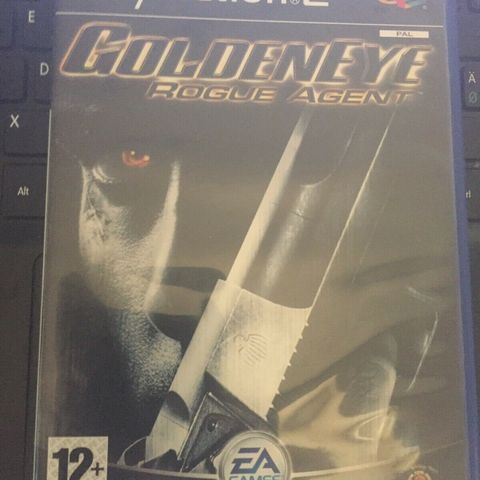 PAL
GOLDENEYE
ROGUE AGENT
E
D
X
Alt
Ä
12+
EA
GAMES